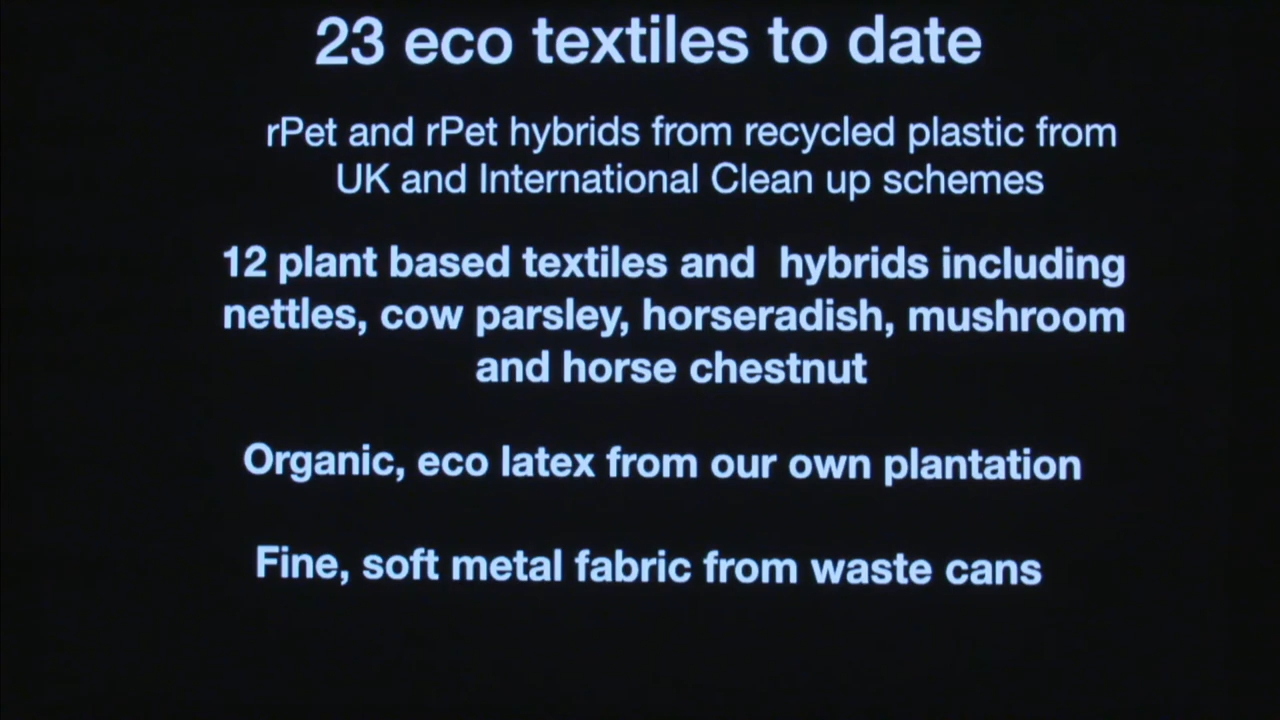 23 eco textiles to date
rPet and rPet hybrids from recycled plastic from
UK and International Clean up schemes
12 plant based textiles and  hybrids including
nettles, cow parsley, horseradish, mushroom
and horse chestnut
Organic, eco latex from our own plantation
Fine, soft metal fabric from waste cans